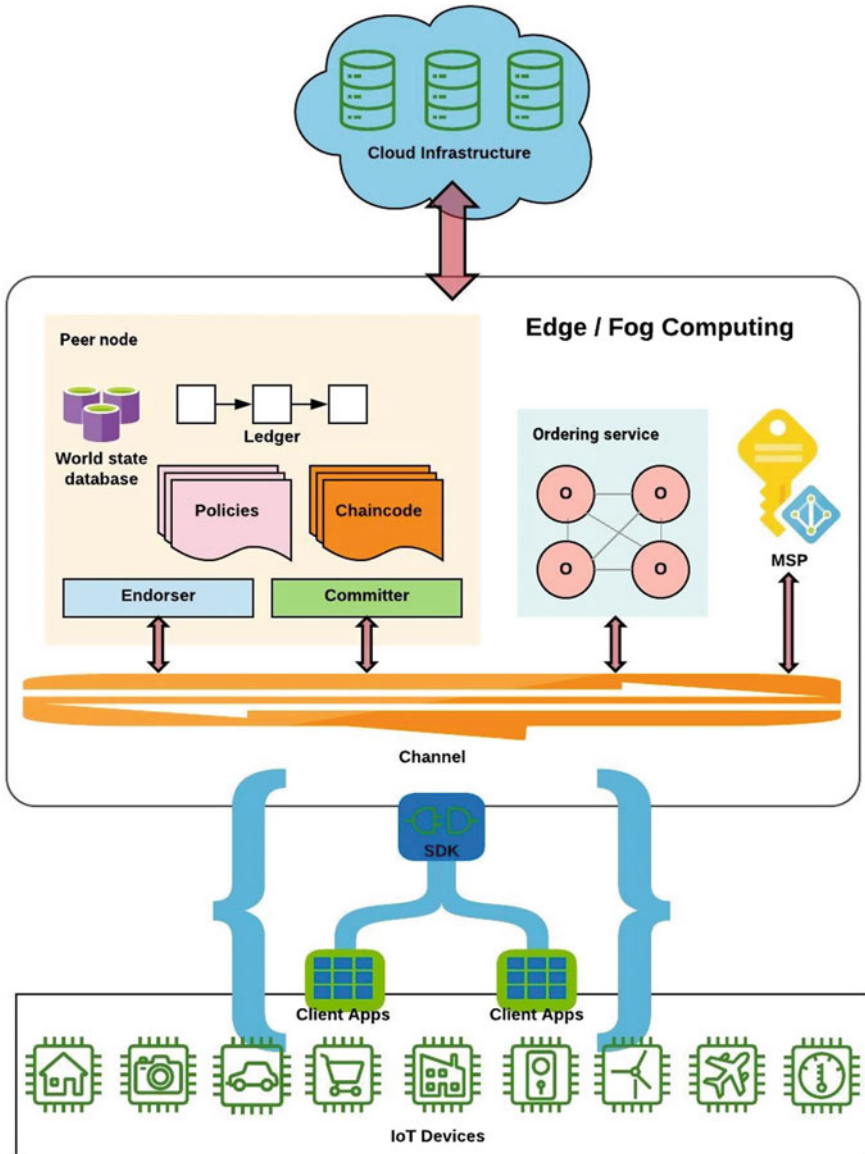 Cloud Infrastructure
Edge / Fog Computing
Peer node
Ledger
World state
database
Policies
Chaincode
Endorser
Committer
Ordering service
O
O
O
O
MSP
Channel
SDK
Client Apps
Client Apps
IoT Devices